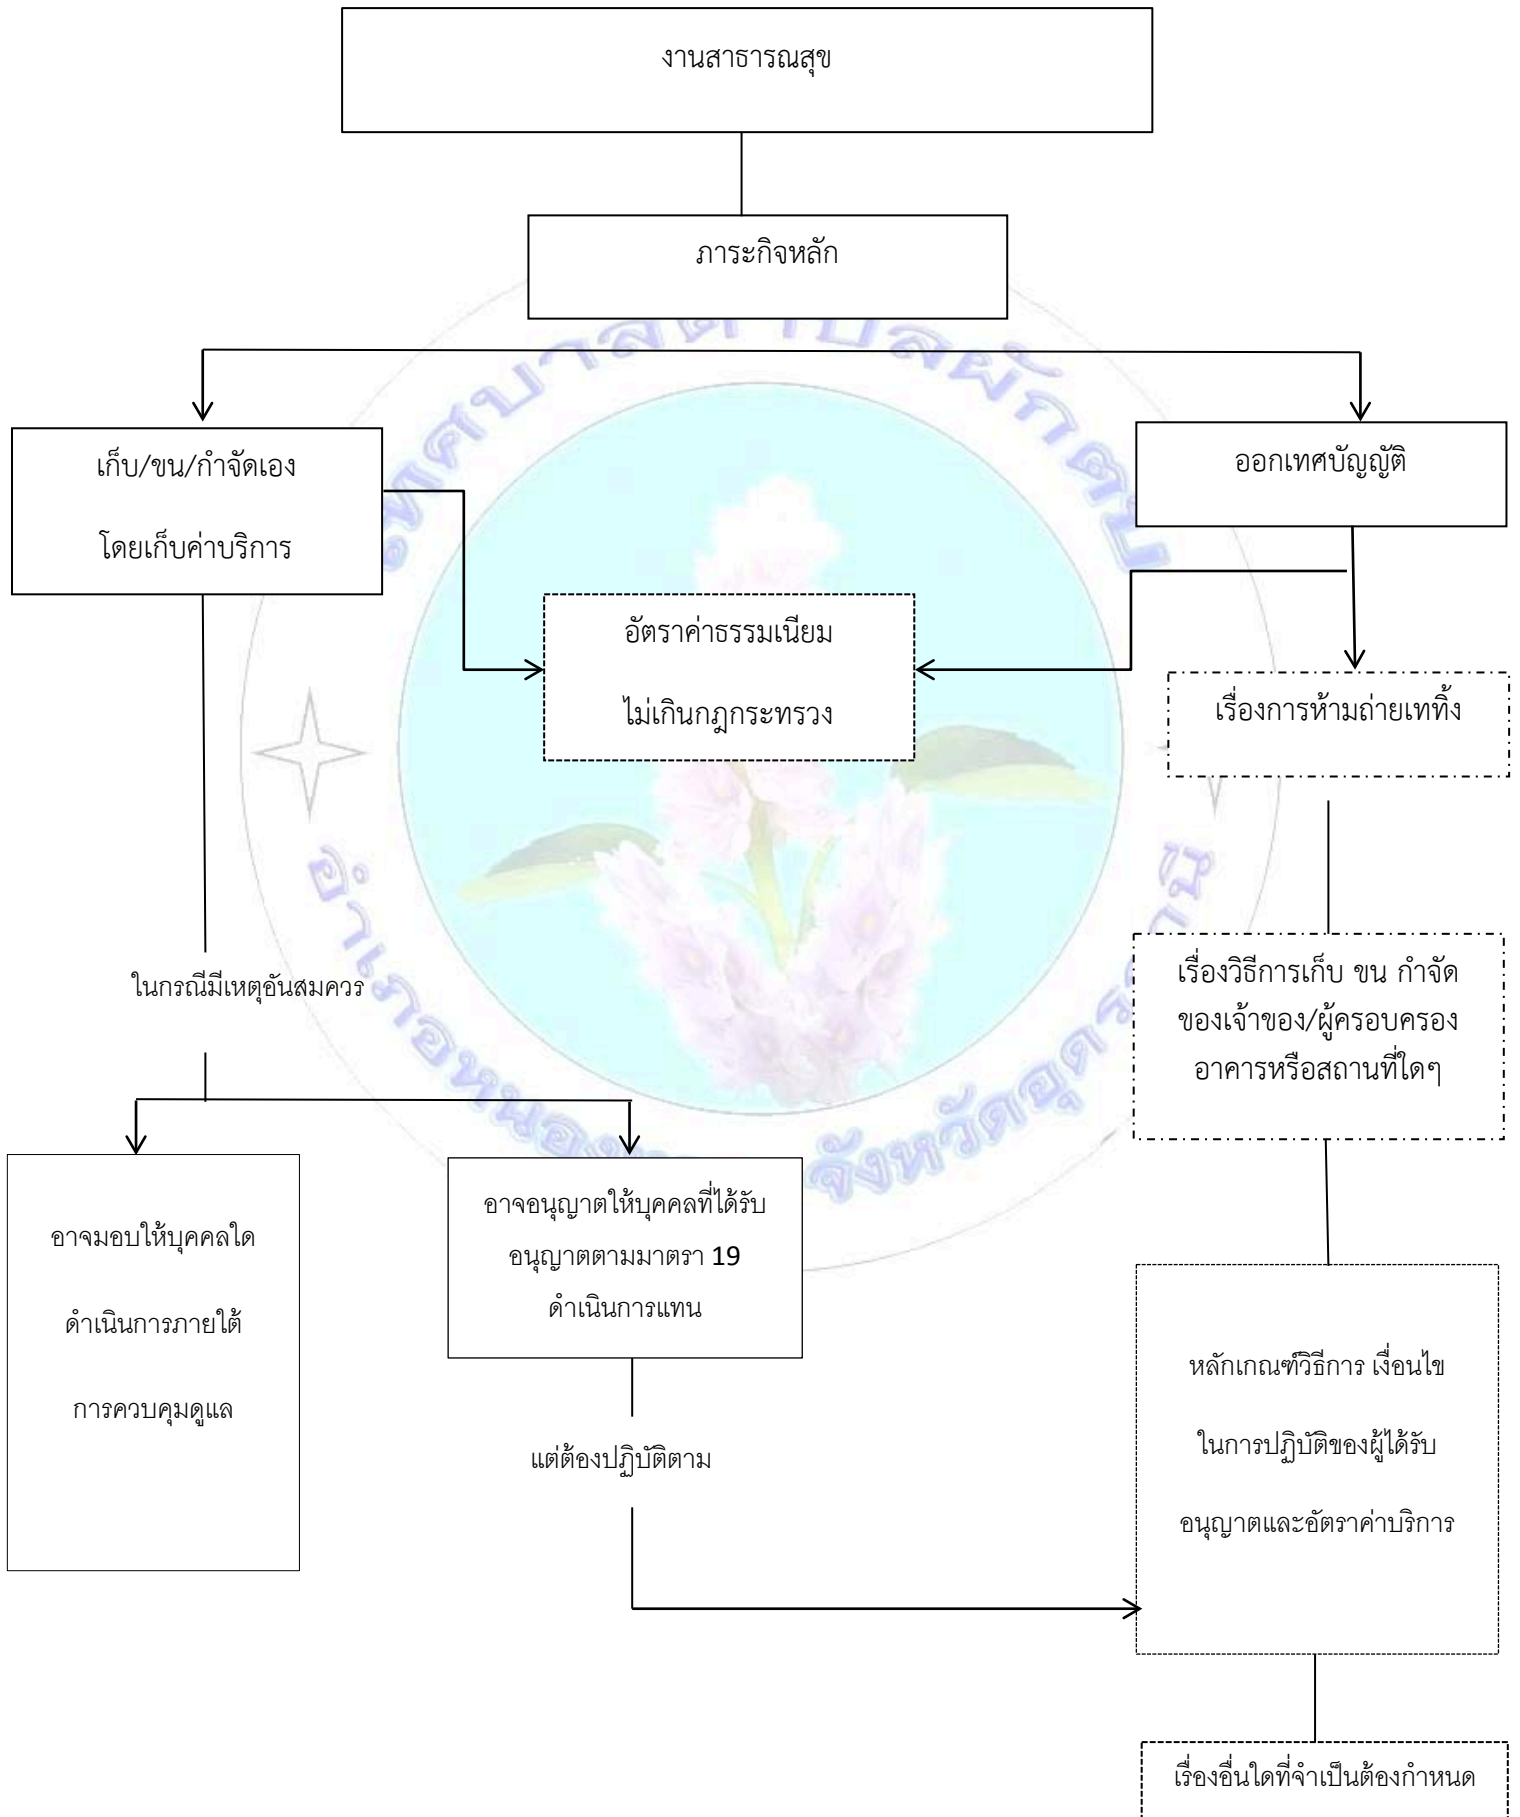 งานสาธารณสุข
ภาระกิจหลัก
เทศบาลตำบลผักตบ
เก็บ/ขน/กำจัดเอง
โดยเก็บค่าบริการ
ออกเทศบัญญัติ
อัตราค่าธรรมเนียม
ไม่เกินกฎกระทรวง
เรื่องการห้ามถ่ายเททิ้ง
ในกรณีมีเหตุอันสมควร
เรื่องวิธีการเก็บ ขน กำจัด
ของเจ้าของ/ผู้ครอบครอง
อาคารหรือสถานที่ใดๆ
อาจมอบให้บุคคลใด
ดำเนินการภายใต้
การควบคุมดูแล
อาจอนุญาตให้บุคคลที่ได้รับ
อนุญาตตามมาตรา 19
ดำเนินการแทน
แต่ต้องปฏิบัติตาม
หลักเกณฑ์วิธีการ เงื่อนไข
ในการปฏิบัติของผู้ได้รับ
อนุญาตและอัตราค่าบริการ
เรื่องอื่นใดที่จำเป็นต้องกำหนด